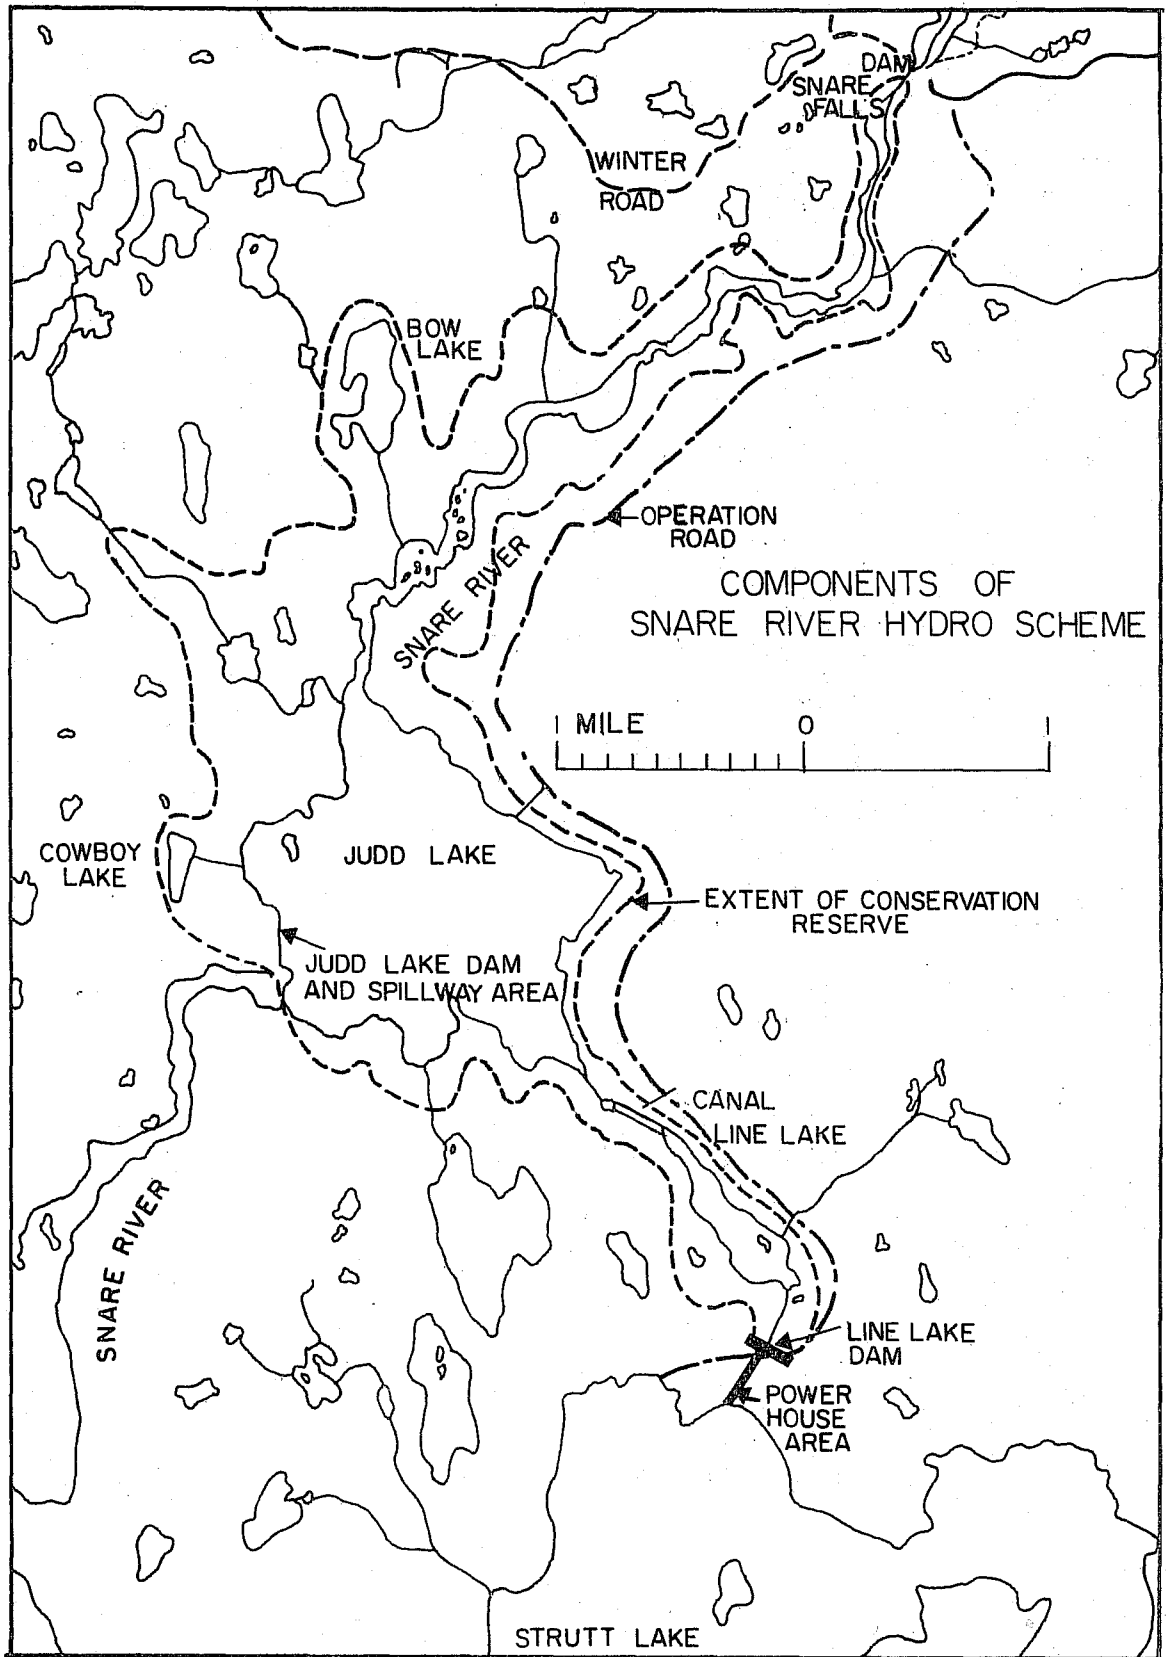 DAM
SNARE
FALLS
WINTER
ROAD
BOW
LAKE
OPERATION
ROAD
SNARE RIVER
COMPONENTS OF
SNARE RIVER HYDRO SCHEME
1 MILE 0 1
COWBOY
LAKE
JUDD LAKE
EXTENT OF CONSERVATION
RESERVE
JUDD LAKE DAM
AND SPILLWAY AREA
CANAL
LINE LAKE
SNARE RIVER
LINE LAKE
DAM
POWER
HOUSE
AREA
STRUTT LAKE